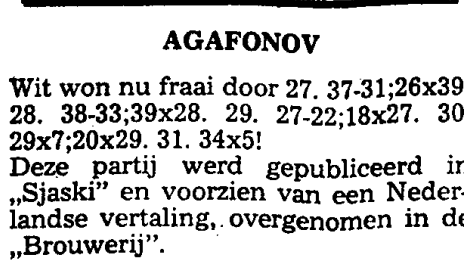 AGAFONOV
Wit won nu fraai door 27. 37-31;26x39
28. 38-33;39x28. 29. 27-22;18x27. 30
29x7;20x29. 31. 34x5!
Deze partij werd gepubliceerd in
„Sjaski” en voorzien van een Neder-
landse vertaling, overgenomen in de
„Brouwerij”.